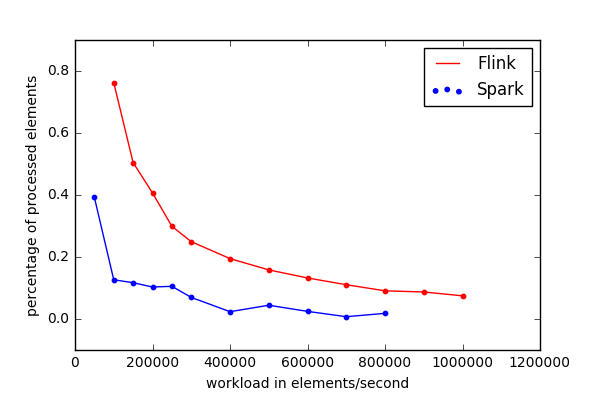 Flink
Spark
0.8
0.6
0.4
0.2
0.0
percentage of processed elements
0 200000 400000 600000 800000 1000000 1200000
workload in elements/second